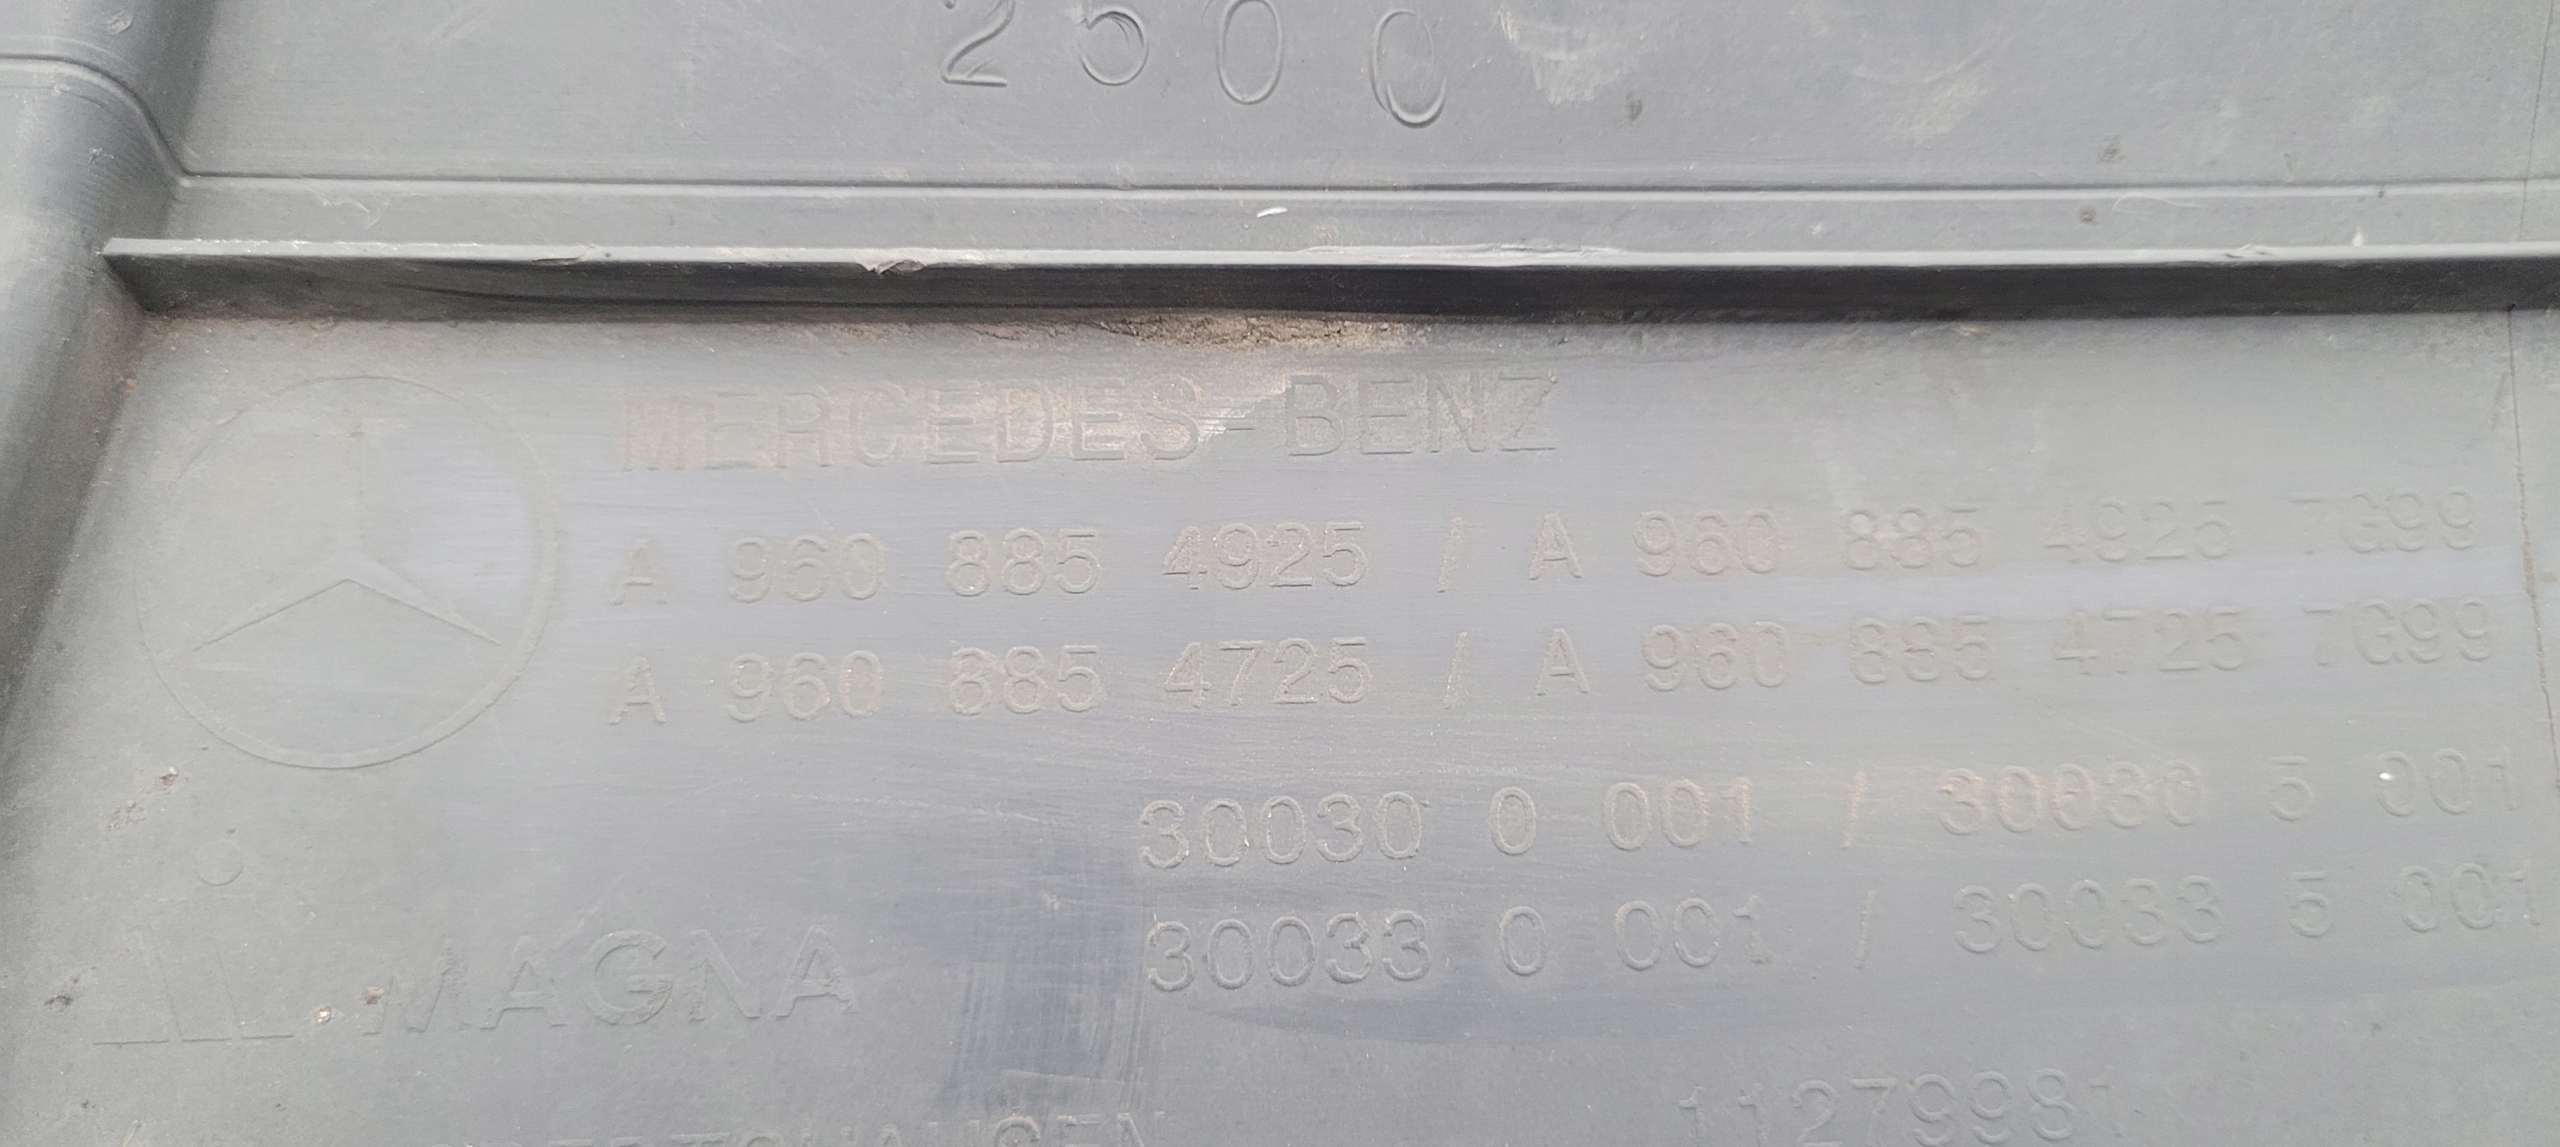 2500
MERCEDES-BENZ
A 960 885 4925 / A 960 885 4925 7G99
A 960 885 4725 / A 960 885 4725 7G99
30030 0 001 / 30030 5 001
30033 0 001 / 30033 5 001
MAGNA
11279981